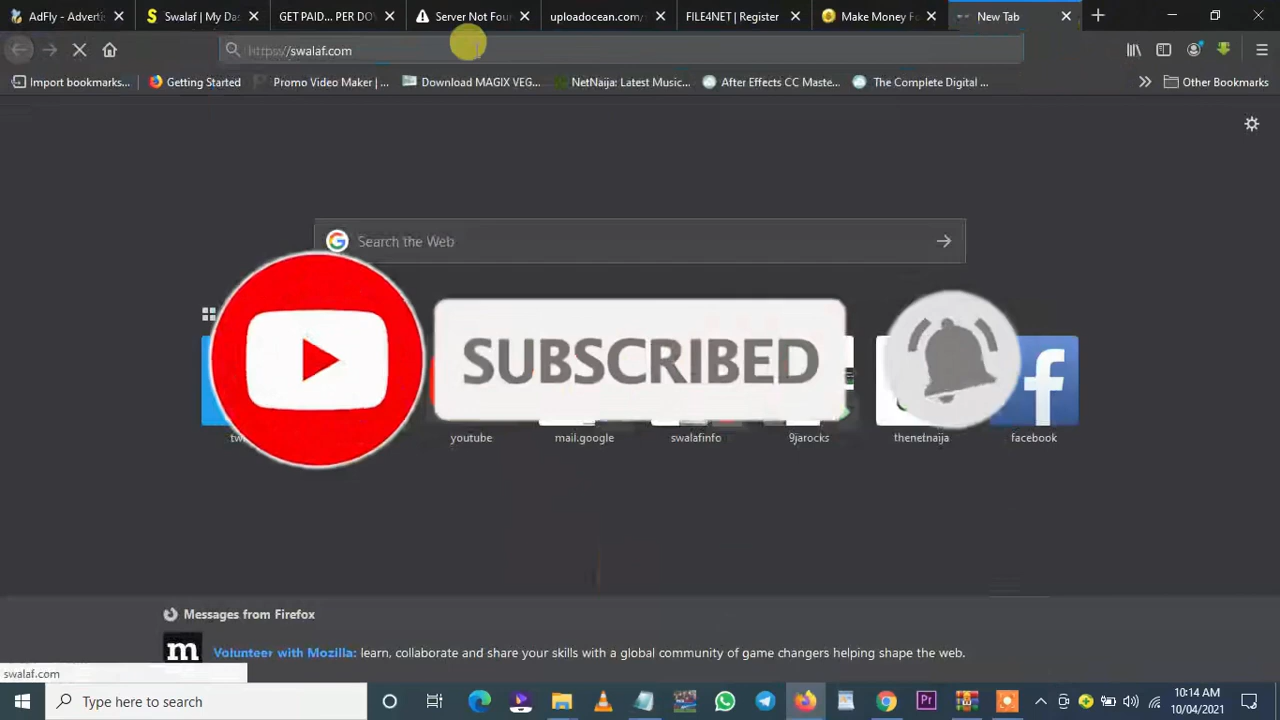 AdFly - Adverti
Swalaf | My Da
GET PAID... PER DO
Server Not Foun
uploadocean.com/
FILE4NET | Register
Make Money Fo
New Tab
https://swalaf.com
Import bookmarks...
Getting Started
Promo Video Maker | ...
Download MAGIX VEG...
NetNaija: Latest Music...
After Effects CC Maste...
The Complete Digital ...
Other Bookmarks
Search the Web
SUBSCRIBED
youtube
mail.google
swalafinfo
9jarocks
thenetnaija
facebook
Messages from Firefox
m
Volunteer with Mozilla: learn, collaborate and share your skills with a global community of game changers helping shape the web.
swalaf.com
Type here to search
Pr
10:14 AM
10/04/2021